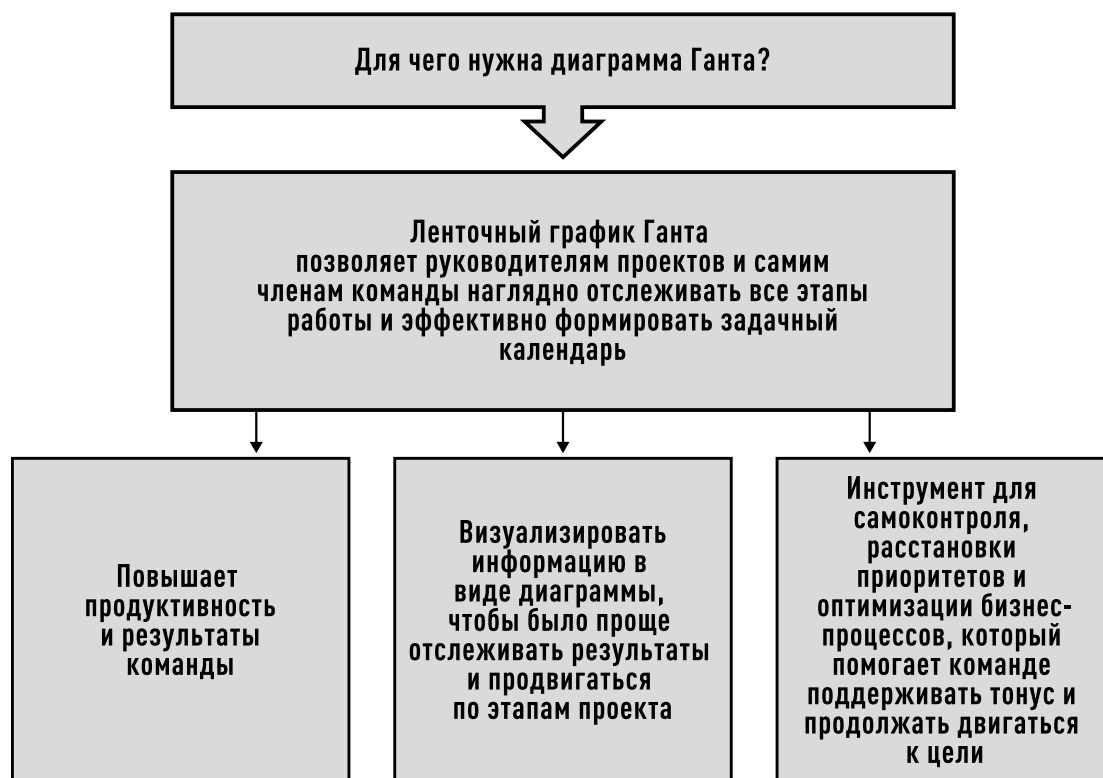 Для чего нужна диаграмма Ганта?
Ленточный график Ганта
позволяет руководителям проектов и самим
членам команды наглядно отслеживать все этапы
работы и эффективно формировать задачный
календарь
Повышает
продуктивность
и результаты
команды
Визуализировать
информацию в
виде диаграммы,
чтобы было проще
отслеживать результаты
и продвигаться
по этапам проекта
Инструмент для
самоконтроля,
расстановки
приоритетов и
оптимизации бизнес-
процессов, который
помогает команде
поддерживать тонус и
продолжать двигаться
к цели